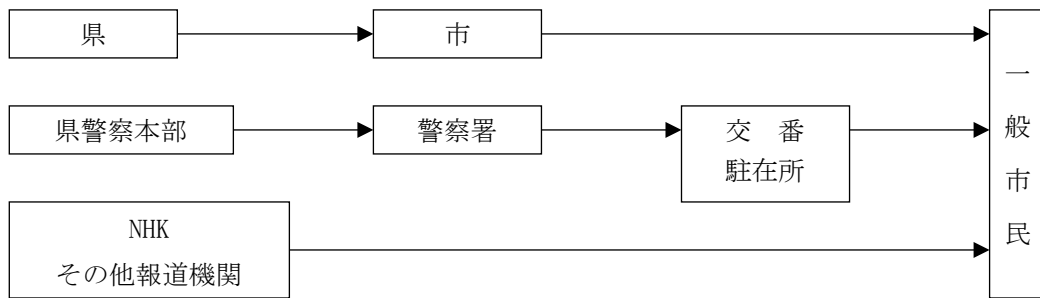 県
市
県警察本部
警察署
交　番
駐在所
NHK
その他報道機関
一般市民